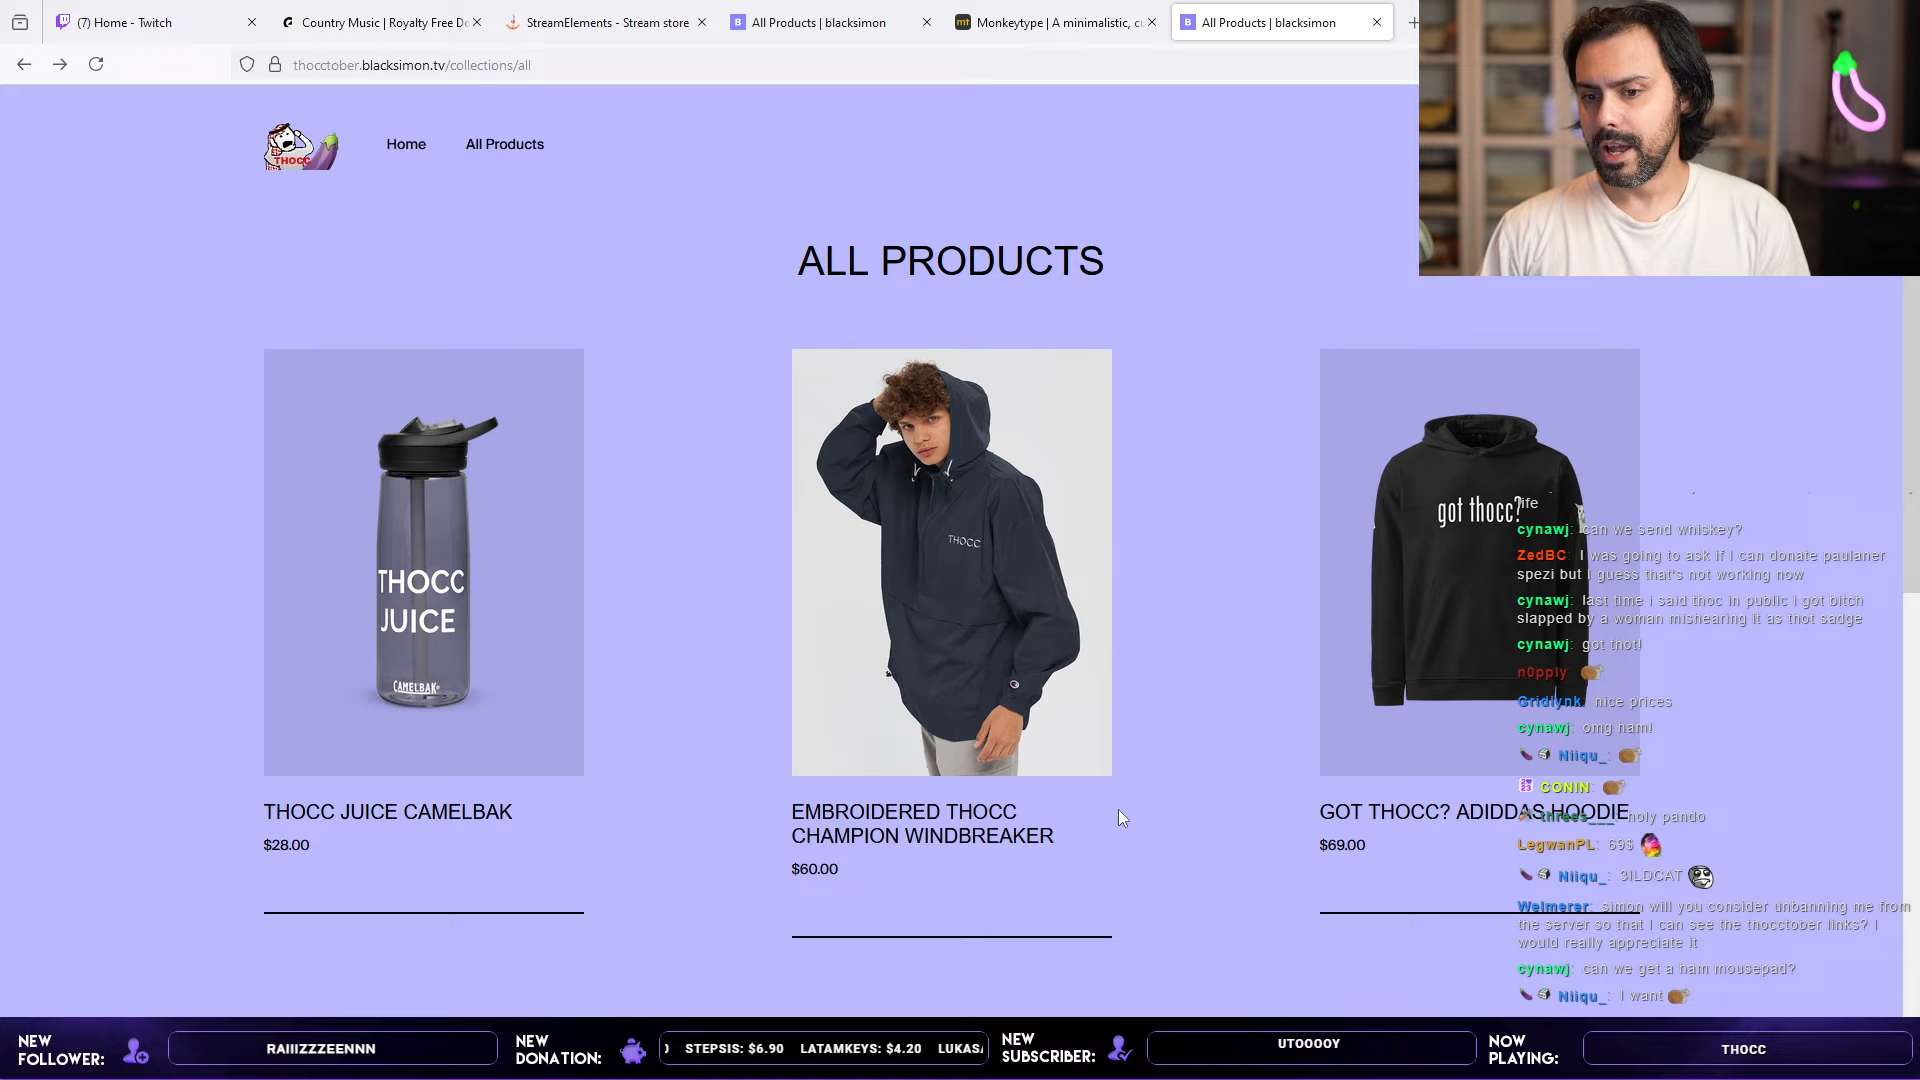 (7) Home - Twitch
Country Music | Royalty Free Do
StreamElements - Stream store
All Products | blacksimon
Monkeytype | A minimalistic, cu
All Products | blacksimon
thocctober.blacksimon.tv/collections/all
THOCC
Home
All Products
ALL PRODUCTS
THOCC
JUICE
CAMELBAK
THOCC
got thocc?
THOCC JUICE CAMELBAK
$28.00
EMBROIDERED THOCC
CHAMPION WINDBREAKER
$60.00
GOT THOCC? ADIDDAS HOODIE
$69.00
life
cynawj: can we send whiskey?
ZedBC: I was going to ask if I can donate paulaner
spezi but I guess that's not working now
cynawj: last time i said thoc in public i got bitch
slapped by a woman mishearing it as thot sadge
cynawj: got thot!
n0pply:
Gridlynk: nice prices
cynawj: omg ham!
Niiqu_:
CONIN:
threes___: holy pando
LegwanPL: 69$
Niiqu_: 3ILDCAT
Welmerer: simon will you consider unbanning me from
the server so that I can see the thocctober links? I
would really appreciate it
cynawj: can we get a ham mousepad?
Niiqu_: I want
NEW
FOLLOWER:
RAIIIZZZEENNN
NEW
DONATION:
STEPSIS: $6.90 LATAMKEYS: $4.20 LUKAS
NEW
SUBSCRIBER:
UTOOOOY
NOW
PLAYING:
THOCC